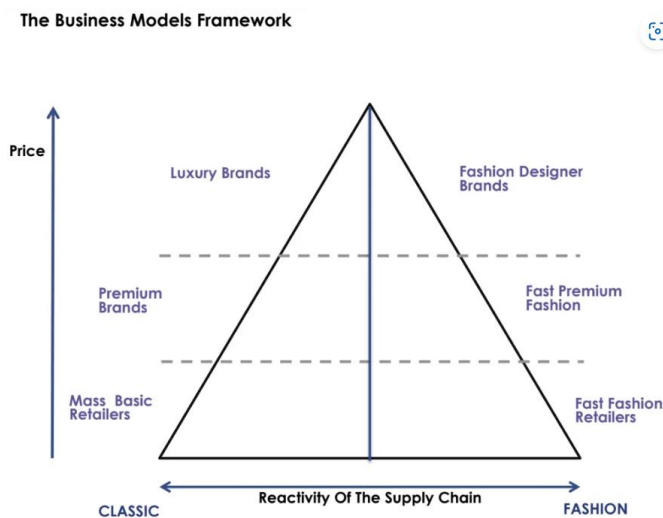 The Business Models Framework
Price
Luxury Brands
Fashion Designer
Brands
Premium
Brands
Fast Premium
Fashion
Mass Basic
Retailers
Fast Fashion
Retailers
Reactivity Of The Supply Chain
CLASSIC
FASHION